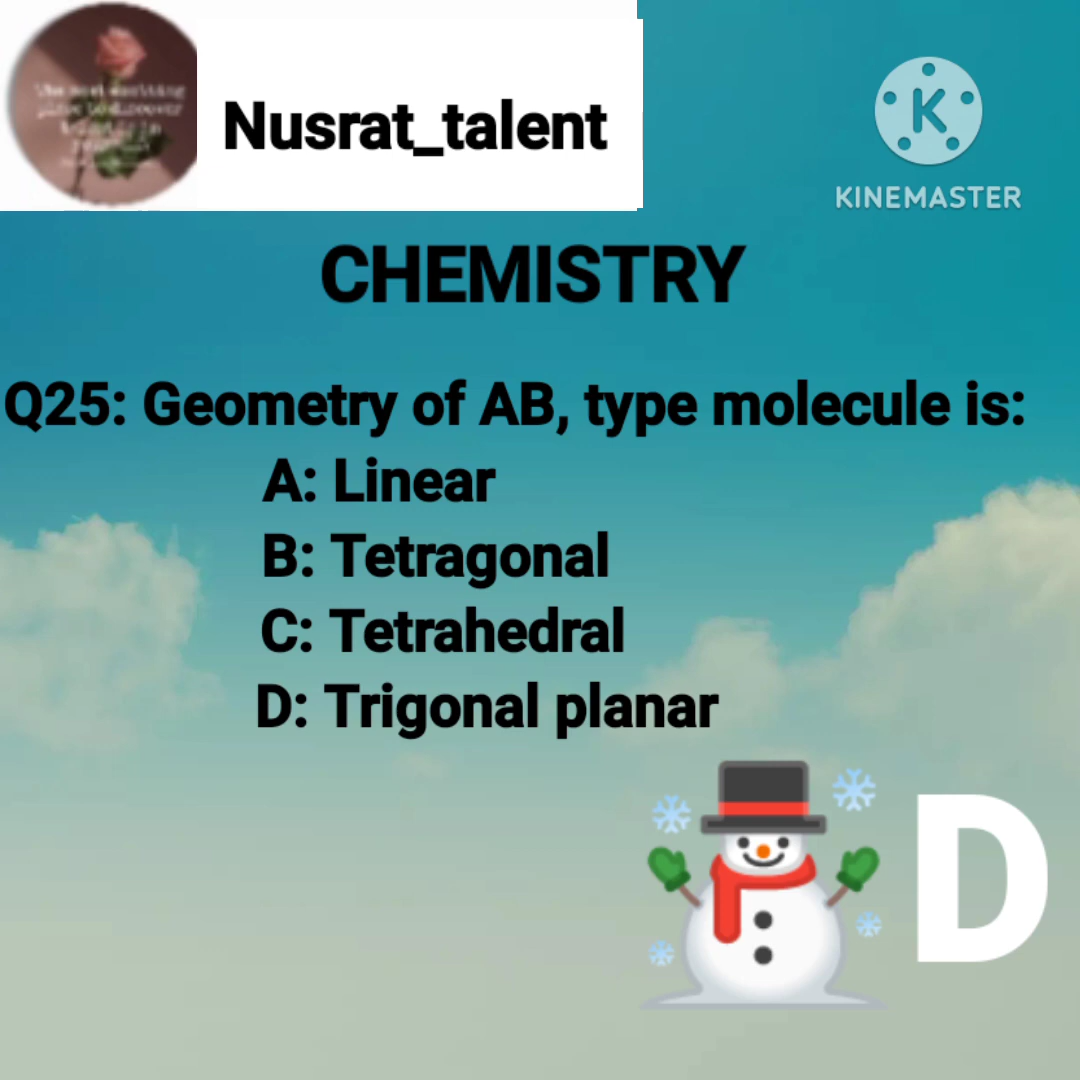 Nusrat_talent
K
KINEMASTER
CHEMISTRY
Q25: Geometry of AB, type molecule is:
A: Linear
B: Tetragonal
C: Tetrahedral
D: Trigonal planar
D